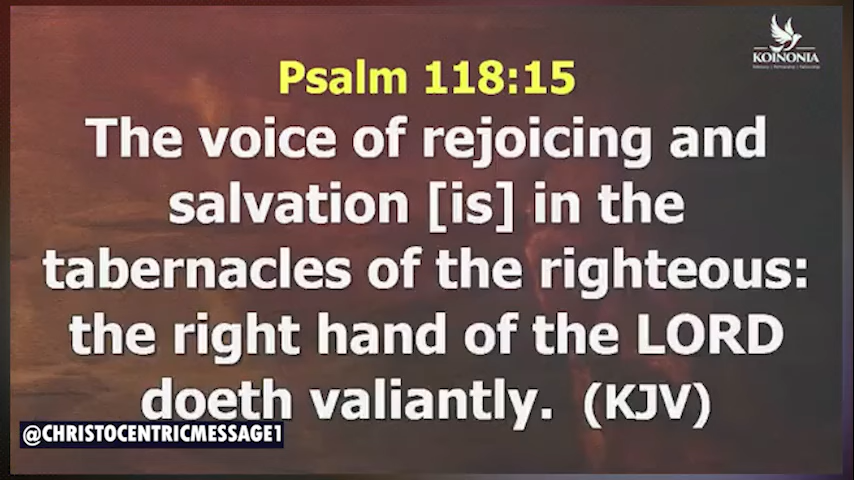 KOINONIA
Psalm 118:15
The voice of rejoicing and
salvation [is] in the
tabernacles of the righteous:
the right hand of the LORD
doeth valiantly. (KJV)
@CHRISTOCENTRICMESSAGE1